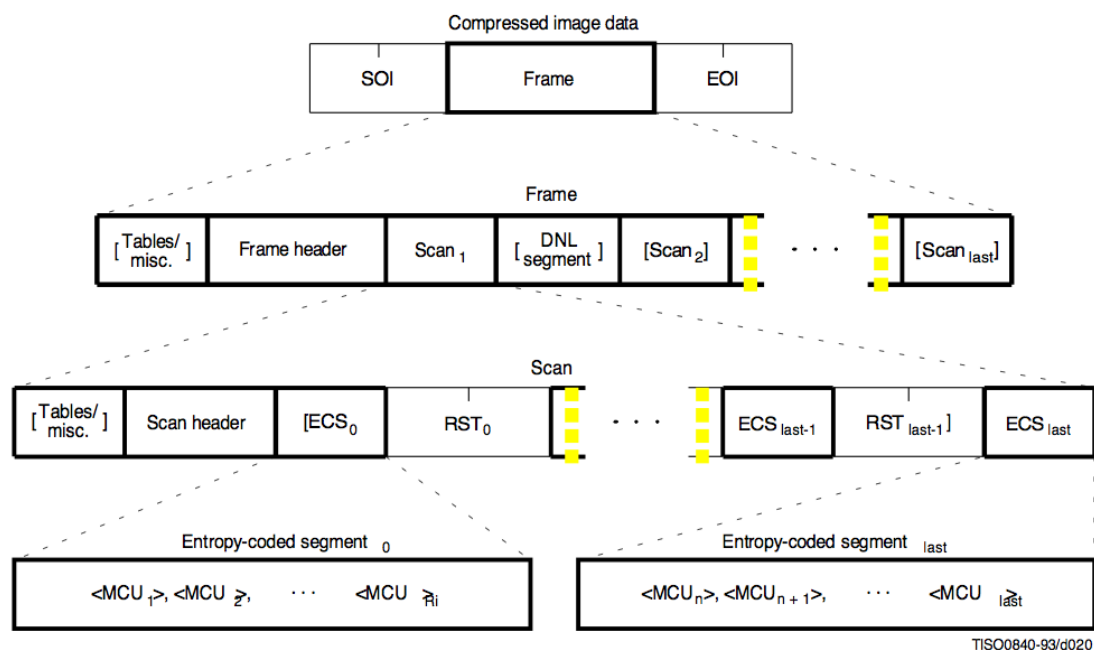 Compressed image data
SOI Frame EOI
Frame
[ Tables/ misc. ] Frame header Scan 1 [ DNL segment ] [Scan 2] · · · [Scan last]
Scan
[ Tables/ misc. ] Scan header [ECS 0 RST 0 · · · ECS last-1 RST last-1 ] ECS last
Entropy-coded segment 0 Entropy-coded segment last
<MCU 1>, <MCU 2>, · · · <MCU Ri> <MCU n>, <MCU n + 1>, · · · <MCU last>
TISO0840-93/d020